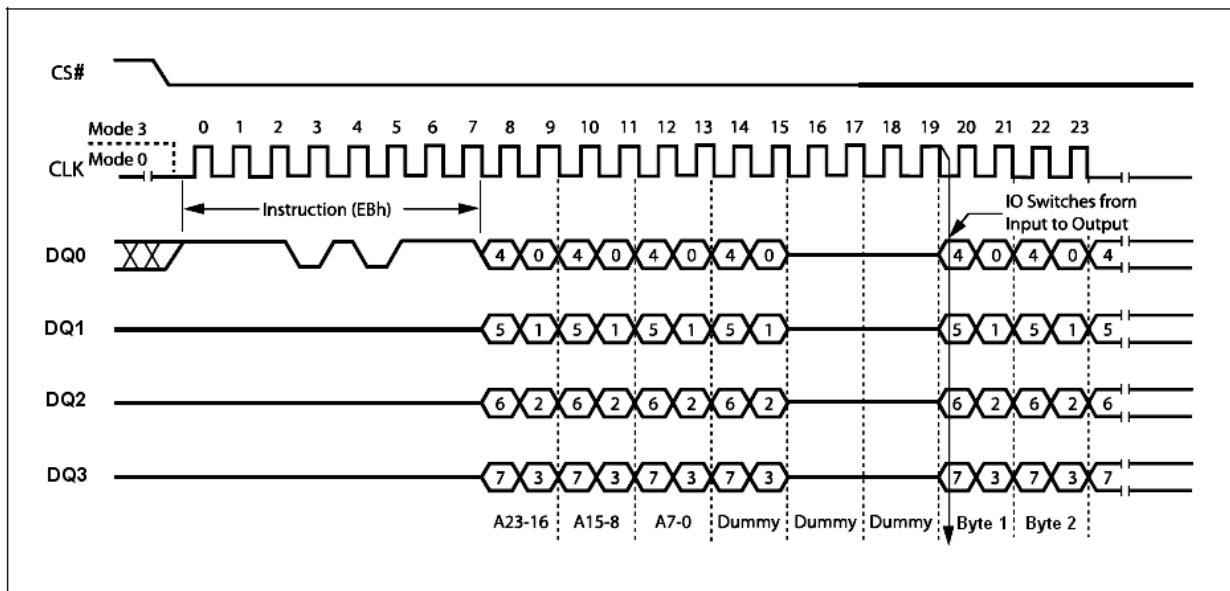 CS#
Mode 3
0 1 2 3 4 5 6 7 8 9 10 11 12 13 14 15 16 17 18 19 20 21 22 23
CLK
Mode 0
Instruction (EBh)
IO Switches from
Input to Output
DQ0
4 0 4 0 4 0 4 0 4 0 4 0 4
DQ1
5 1 5 1 5 1 5 1 5 1 5 1 5
DQ2
6 2 6 2 6 2 6 2 6 2 6 2 6
DQ3
7 3 7 3 7 3 7 3 7 3 7 3 7
A23-16 A15-8 A7-0 Dummy Dummy Dummy Byte 1 Byte 2